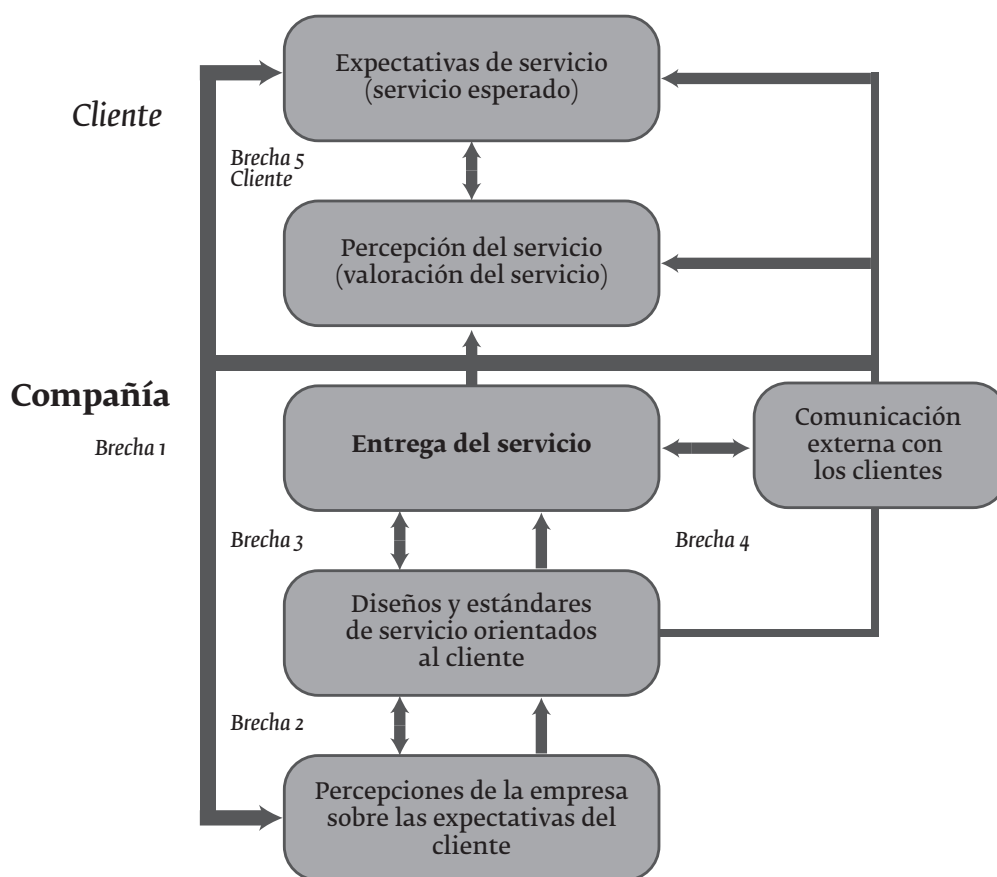 Expectativas de servicio
(servicio esperado)
Cliente
Brecha 5
Cliente
Percepción del servicio
(valoración del servicio)
Compañía
Brecha 1
Entrega del servicio
Comunicación
externa con
los clientes
Brecha 3
Brecha 4
Diseños y estándares
de servicio orientados
al cliente
Brecha 2
Percepciones de la empresa
sobre las expectativas del
cliente